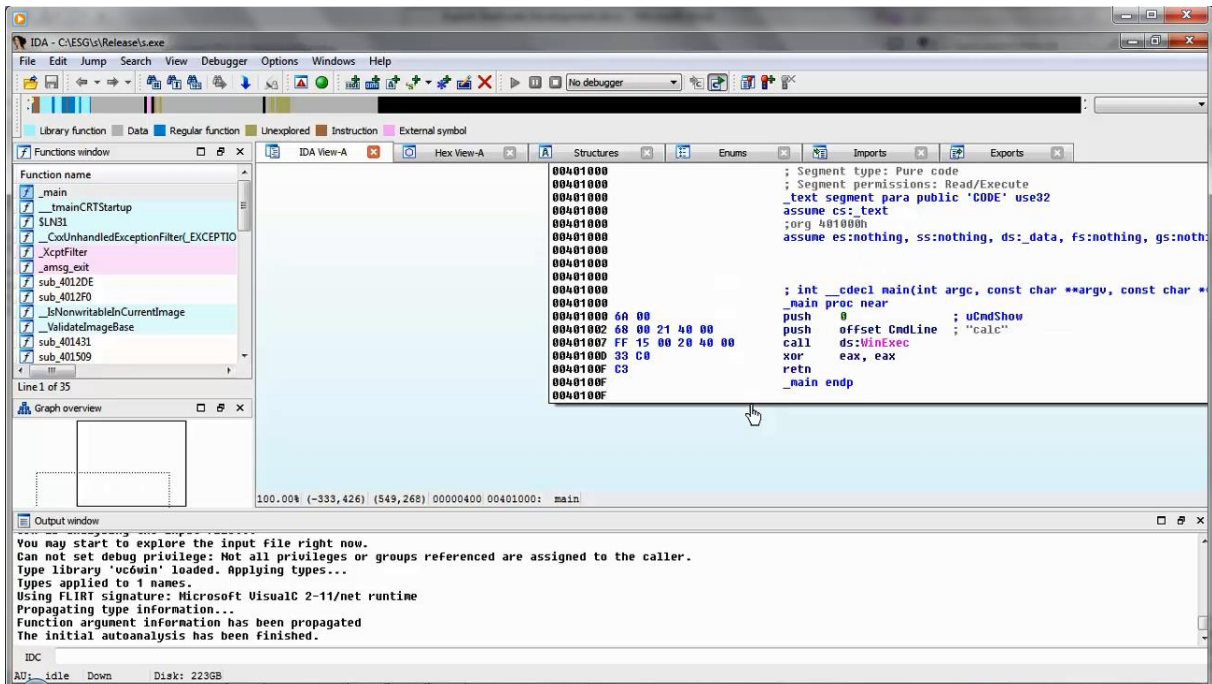 IDA - C:\ESG\s\Release\s.exe
File Edit Jump Search View Debugger Options Windows Help
No debugger
Library function Data Regular function Unexplored Instruction External symbol
Functions window
IDA View-A Hex View-A Structures Enums Imports Exports
Function name
_main
__tmainCRTStartup
$LN31
__CxxUnhandledExceptionFilter(_EXCEPTIO
_XcptFilter
_amsg_exit
sub_4012DE
sub_4012F0
__IsNonwritableInCurrentImage
__ValidateImageBase
sub_401431
sub_401509
Line 1 of 35
Graph overview
00401000 ; Segment type: Pure code
00401000 ; Segment permissions: Read/Execute
00401000 _text segment para public 'CODE' use32
00401000 assume cs:_text
00401000 ;org 401000h
00401000 assume es:nothing, ss:nothing, ds:_data, fs:nothing, gs:noth
00401000
00401000
00401000
00401000 ; int __cdecl main(int argc, const char **argv, const char *
00401000 _main proc near
00401000 6A 00 push 0 ; uCmdShow
00401002 68 00 21 40 00 push offset CmdLine ; "calc"
00401007 FF 15 00 20 40 00 call ds:WinExec
0040100D 33 C0 xor eax, eax
0040100F C3 retn
0040100F _main endp
0040100F
100.00% (-333,426) (549,268) 00000400 00401000: main
Output window
You may start to explore the input file right now.
Can not set debug privilege: Not all privileges or groups referenced are assigned to the caller.
Type library 'vc6win' loaded. Applying types...
Types applied to 1 names.
Using FLIRT signature: Microsoft VisualC 2-11/net runtime
Propagating type information...
Function argument information has been propagated
The initial autoanalysis has been finished.
IDC
AU: idle Down Disk: 223GB